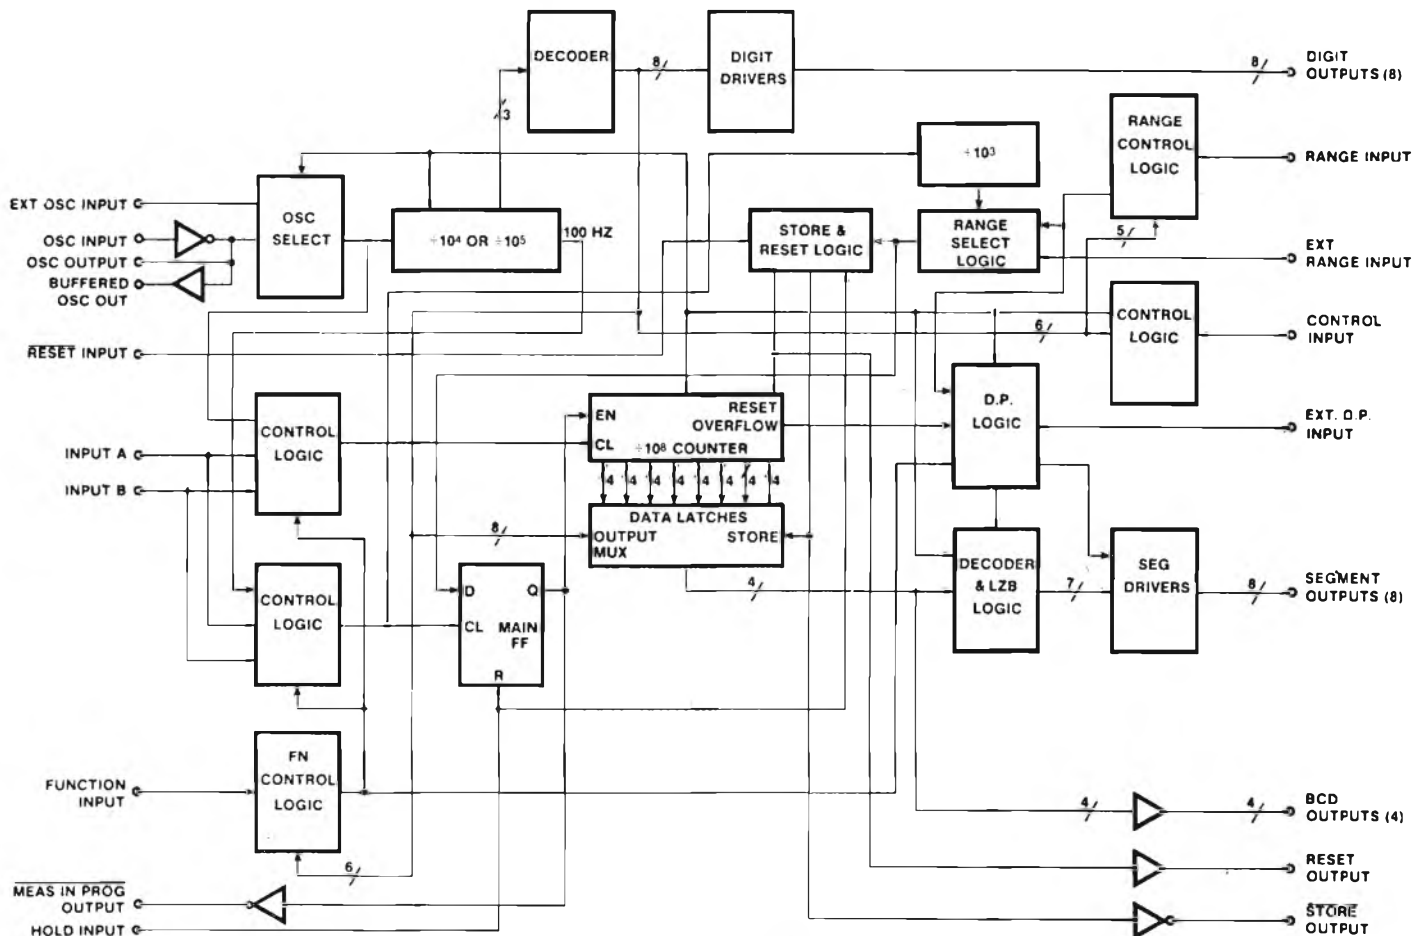 DECODER
8
DIGIT
DRIVERS
8
DIGIT
OUTPUTS (8)
3
÷10³
RANGE
CONTROL
LOGIC
RANGE INPUT
EXT OSC INPUT
OSC
SELECT
OSC INPUT
OSC OUTPUT
BUFFERED
OSC OUT
÷10⁴ OR ÷10⁵
100 HZ
STORE &
RESET LOGIC
RANGE
SELECT
LOGIC
5
EXT
RANGE INPUT
RESET INPUT
6
CONTROL
LOGIC
CONTROL
INPUT
INPUT A
INPUT B
CONTROL
LOGIC
EN
RESET
OVERFLOW
CL
÷10⁸ COUNTER
D.P.
LOGIC
EXT. D.P.
INPUT
4 4 4 4 4 4 4 4
DATA LATCHES
OUTPUT
MUX
STORE
8
4
CONTROL
LOGIC
D
Q
CL
MAIN
FF
R
DECODER
& LZB
LOGIC
7
SEG
DRIVERS
8
SEGMENT
OUTPUTS (8)
FUNCTION
INPUT
FN
CONTROL
LOGIC
6
4
4
BCD
OUTPUTS (4)
RESET
OUTPUT
STORE
OUTPUT
MEAS IN PROG
OUTPUT
HOLD INPUT